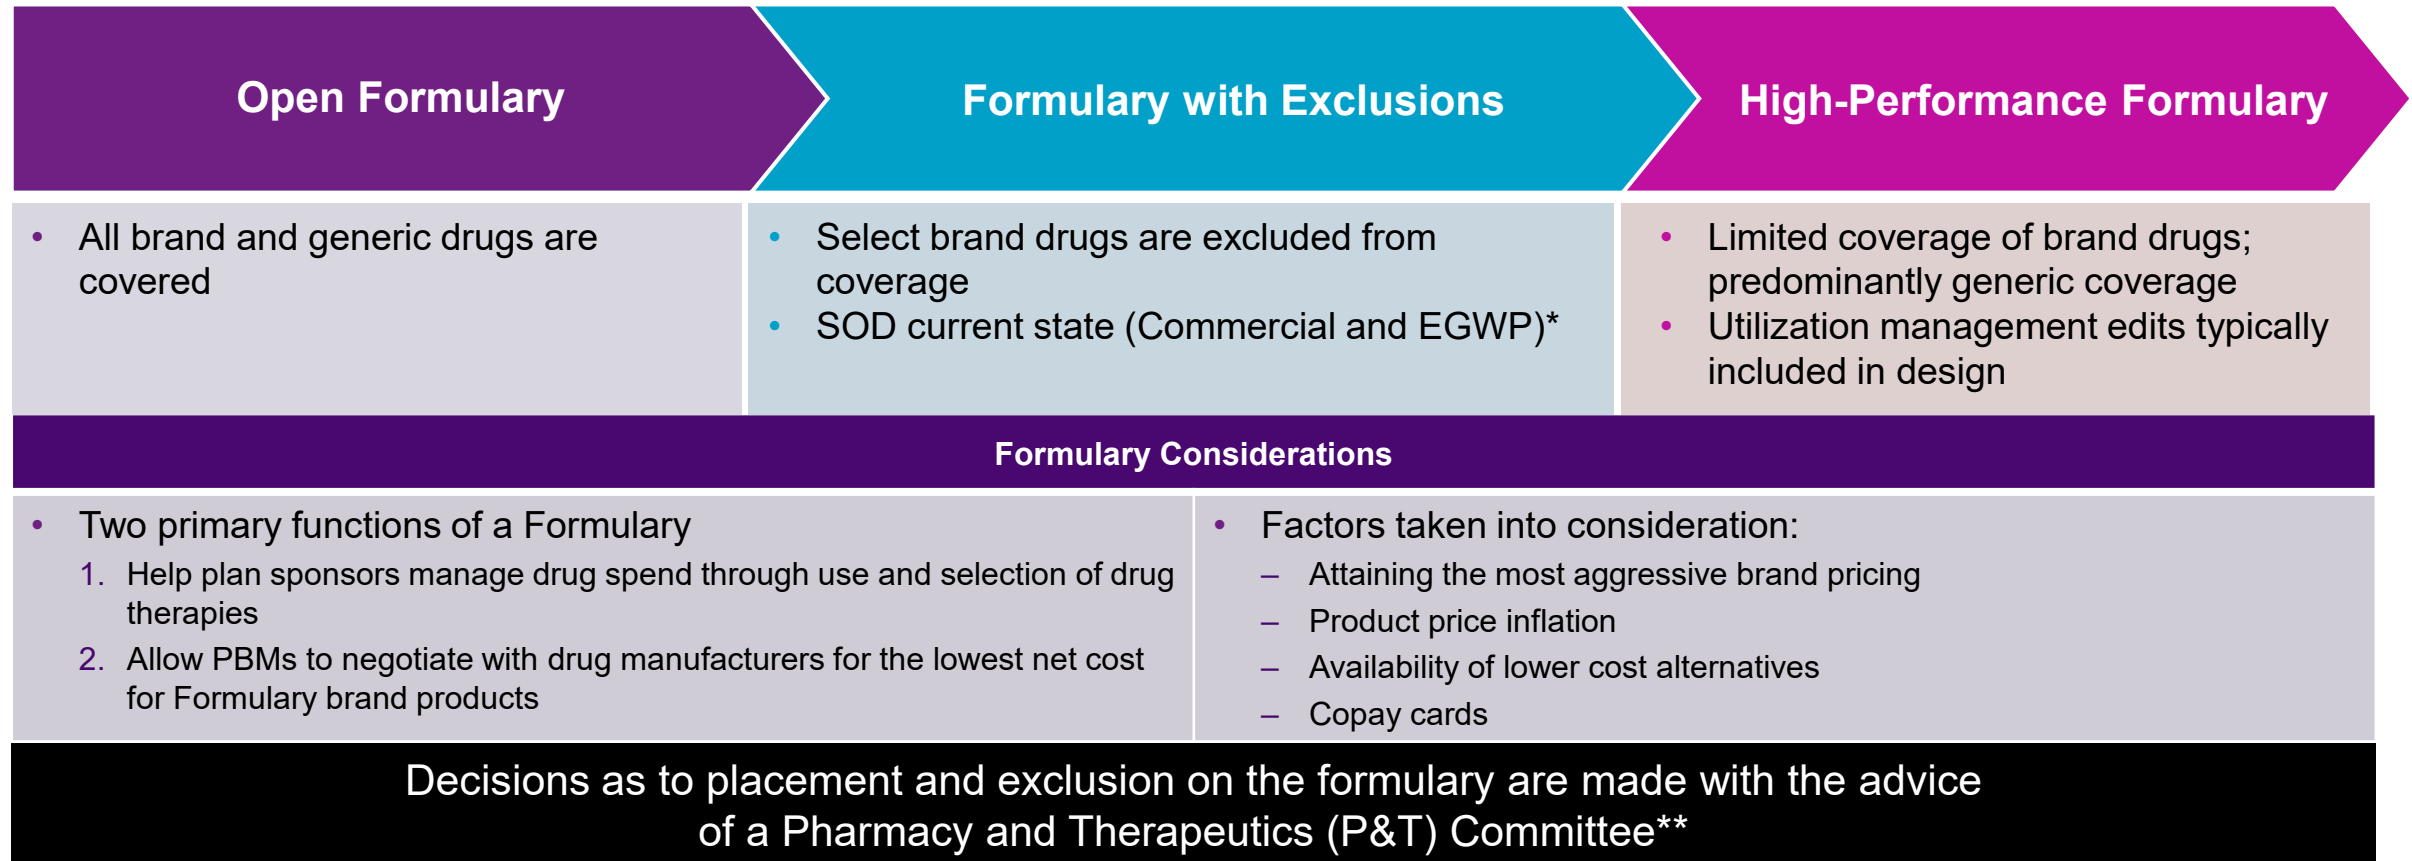 Open Formulary
Formulary with Exclusions
High-Performance Formulary
• All brand and generic drugs are
covered
• Select brand drugs are excluded from
coverage
• SOD current state (Commercial and EGWP)*
• Limited coverage of brand drugs;
predominantly generic coverage
• Utilization management edits typically
included in design
Formulary Considerations
• Two primary functions of a Formulary
1. Help plan sponsors manage drug spend through use and selection of drug
therapies
2. Allow PBMs to negotiate with drug manufacturers for the lowest net cost
for Formulary brand products
• Factors taken into consideration:
– Attaining the most aggressive brand pricing
– Product price inflation
– Availability of lower cost alternatives
– Copay cards
Decisions as to placement and exclusion on the formulary are made with the advice
of a Pharmacy and Therapeutics (P&T) Committee**